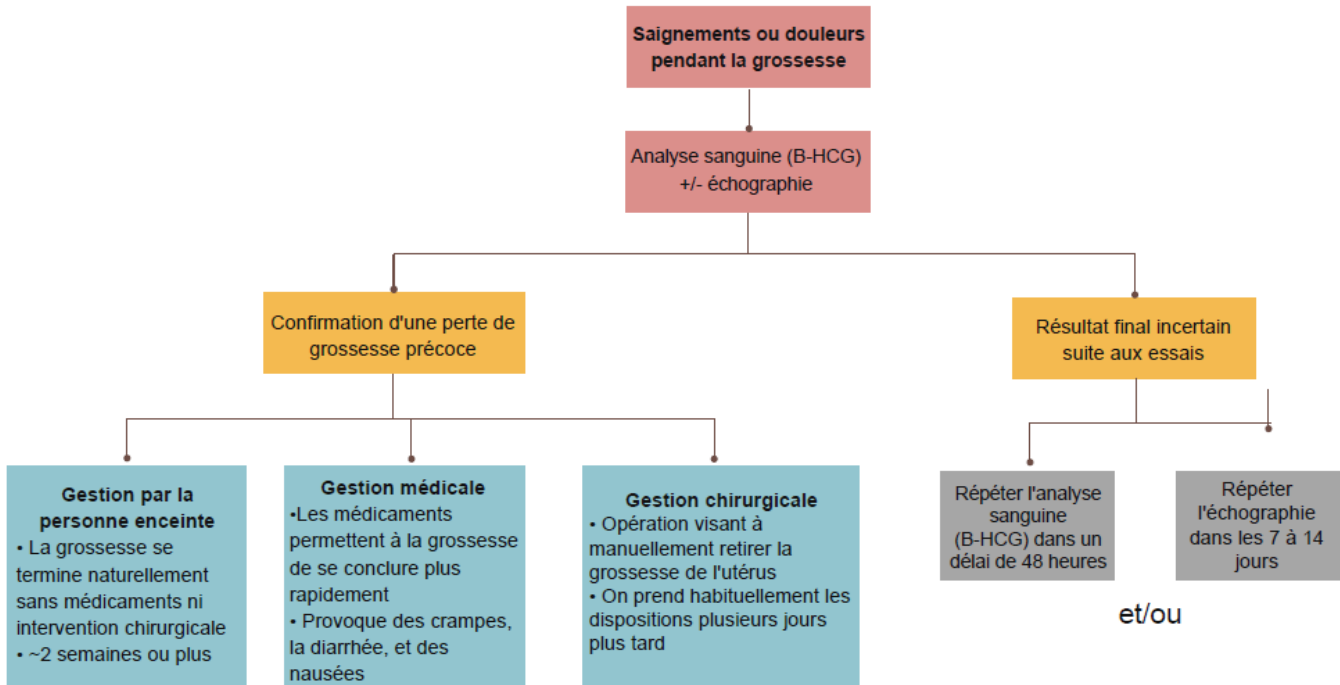 Saignements ou douleurs
pendant la grossesse
Analyse sanguine (B-HCG)
+/- échographie
Confirmation d'une perte de
grossesse précoce
Résultat final incertain
suite aux essais
Gestion par la
personne enceinte
• La grossesse se
termine naturellement
sans médicaments ni
intervention chirurgicale
• ~2 semaines ou plus
Gestion médicale
•Les médicaments
permettent à la grossesse
de se conclure plus
rapidement
• Provoque des crampes,
la diarrhée, et des
nausées
Gestion chirurgicale
• Opération visant à
manuellement retirer la
grossesse de l'utérus
• On prend habituellement les
dispositions plusieurs jours
plus tard
Répéter l'analyse
sanguine
(B-HCG) dans un
délai de 48 heures
Répéter
l'échographie
dans les 7 à 14
jours
et/ou